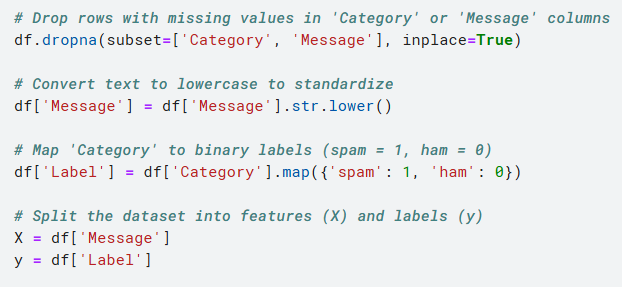 # Drop rows with missing values in 'Category' or 'Message' columns
df.dropna(subset=['Category', 'Message'], inplace=True)
# Convert text to lowercase to standardize
df['Message'] = df['Message'].str.lower()
# Map 'Category' to binary labels (spam = 1, ham = 0)
df['Label'] = df['Category'].map({'spam': 1, 'ham': 0})
# Split the dataset into features (X) and labels (y)
X = df['Message']
y = df['Label']